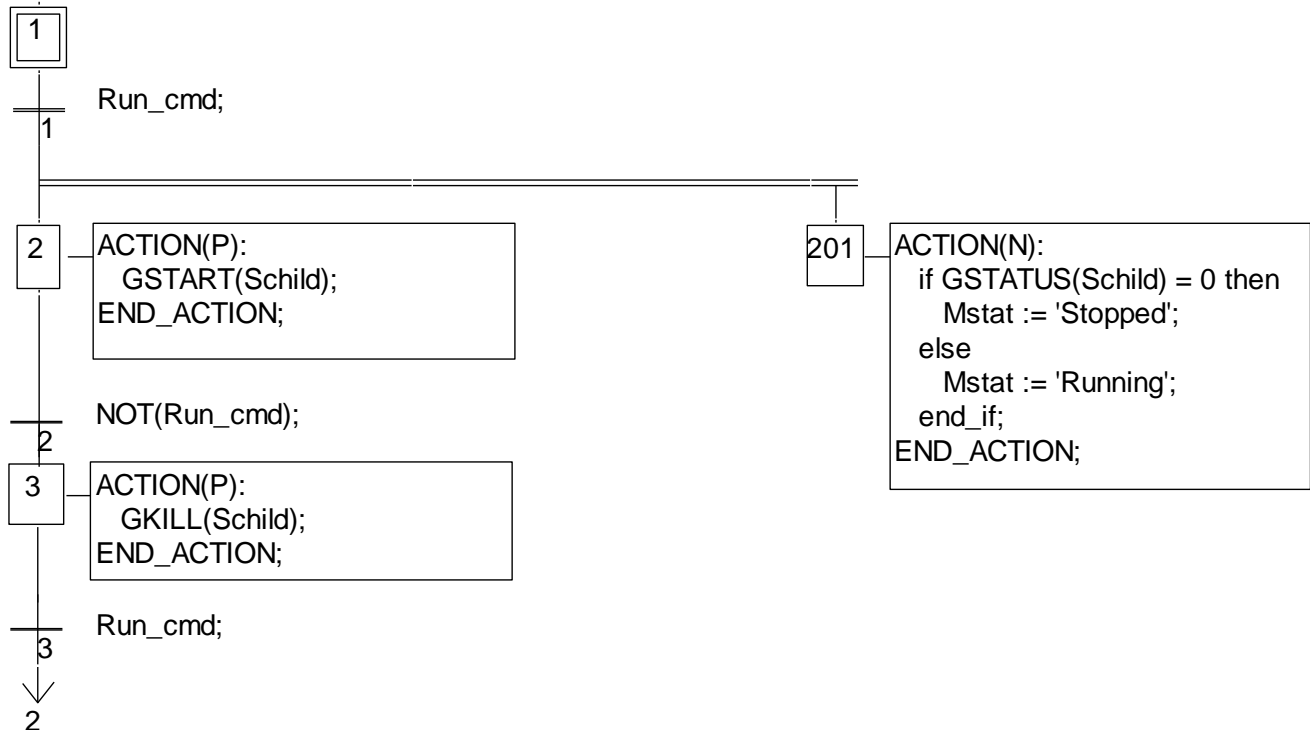 1
Run_cmd;
1
2
ACTION(P):
GSTART(Schild);
END_ACTION;
201
ACTION(N):
if GSTATUS(Schild) = 0 then
Mstat := 'Stopped';
else
Mstat := 'Running';
end_if;
END_ACTION;
NOT(Run_cmd);
2
3
ACTION(P):
GKILL(Schild);
END_ACTION;
Run_cmd;
3
2